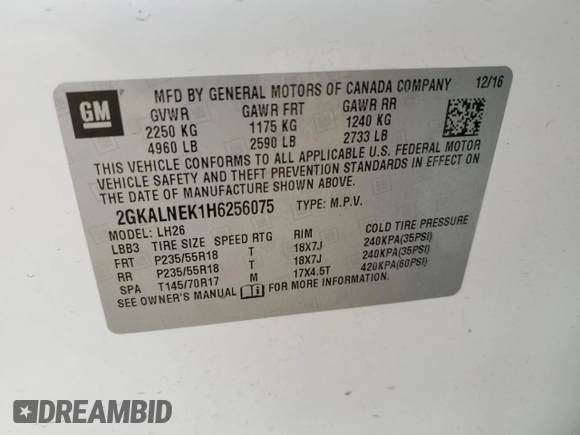 GM
MFD BY GENERAL MOTORS OF CANADA COMPANY 12/16
GVWR GAWR FRT GAWR RR
2250 KG 1175 KG 1240 KG
4960 LB 2590 LB 2733 LB
THIS VEHICLE CONFORMS TO ALL APPLICABLE U.S. FEDERAL MOTOR
VEHICLE SAFETY AND THEFT PREVENTION STANDARDS IN EFFECT ON
THE DATE OF MANUFACTURE SHOWN ABOVE.
2GKALNEK1H6256075 TYPE: M.P.V.
MODEL: LH26
LBB3 TIRE SIZE SPEED RTG RIM COLD TIRE PRESSURE
FRT P235/55R18 T 18X7J 240KPA(35PSI)
RR P235/55R18 T 18X7J 240KPA(35PSI)
SPA T145/70R17 M 17X4.5T 420KPA(60PSI)
SEE OWNER'S MANUAL FOR MORE INFORMATION.
DREAMBID